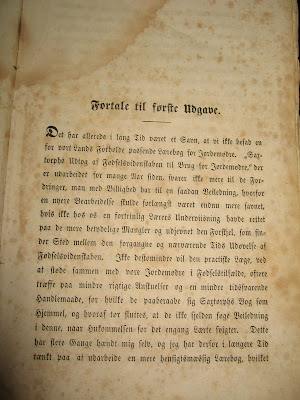 Fortale til første Udgave.
Det har allerede i lang Tid været et Savn, at vi ikke besad en
for vort Lands Forholde passende Lærebog for Jordemødre. „Sax-
torphs Udtog af Fødselsvidenskaben til Brug for Jordemødre,“ der
er udarbeidet for mange Aar siden, svarer ikke mere til de For-
dringer, man med Billighed har til en saadan Veiledning, hvorfor
en nyere Bearbeidelse skulde forlængst været endnu mere savnet,
hvis ikke hos os en fortrinlig Lærers Underviisning havde rettet
paa de mere betydelige Mangler og udjevnet den Forskjel, som fin-
der Sted mellem den forgangne og nærværende Tids Udøvelse af
Fødselsvidenskaben. Ikke destomindre vil den practiske Læge, ved
at støde sammen med vore Jordemødre i Fødselstilfælde, oftere
træffe paa mindre rigtige Anskuelser og en mindre tidssvarende
Handlemaade, for hvilke de paaberaabe sig Saxtorphs Bog som
Hjemmel, og hvoraf tør sluttes, at de ikke sjelden søge Veiledning
i denne, naar Hukommelsen for det engang Lærte svigter. Dette
har flere Gange hændt mig selv, og jeg har derfor i længere Tid
tænkt paa at udarbeide en mere hensigtsmæssig Lærebog, hvilket